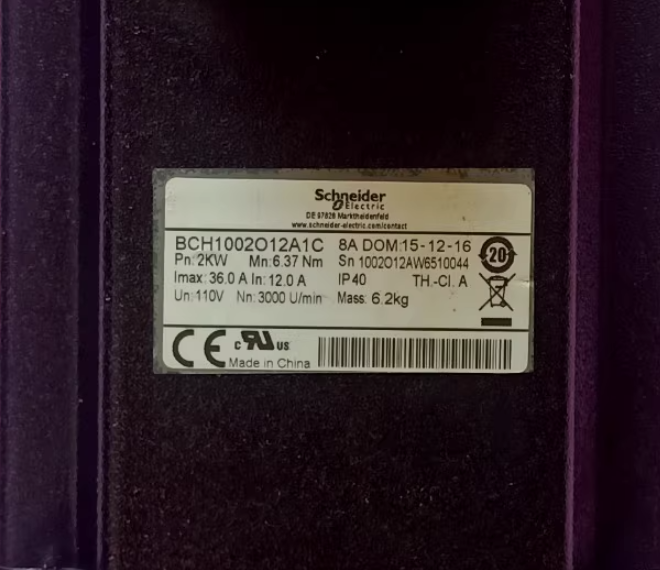 Schneider
Electric
DE 97828 Marktheidenfeld
www.schneider-electric.com/contact
BCH1002O12A1C 8A DOM:15-12-16
Pn: 2KW Mn: 6.37 Nm Sn 1002O12AW6510044
Imax: 36.0 A In: 12.0 A IP40 TH.-Cl. A
Un: 110V Nn: 3000 U/min Mass: 6.2kg
20
CE c RU US
Made in China